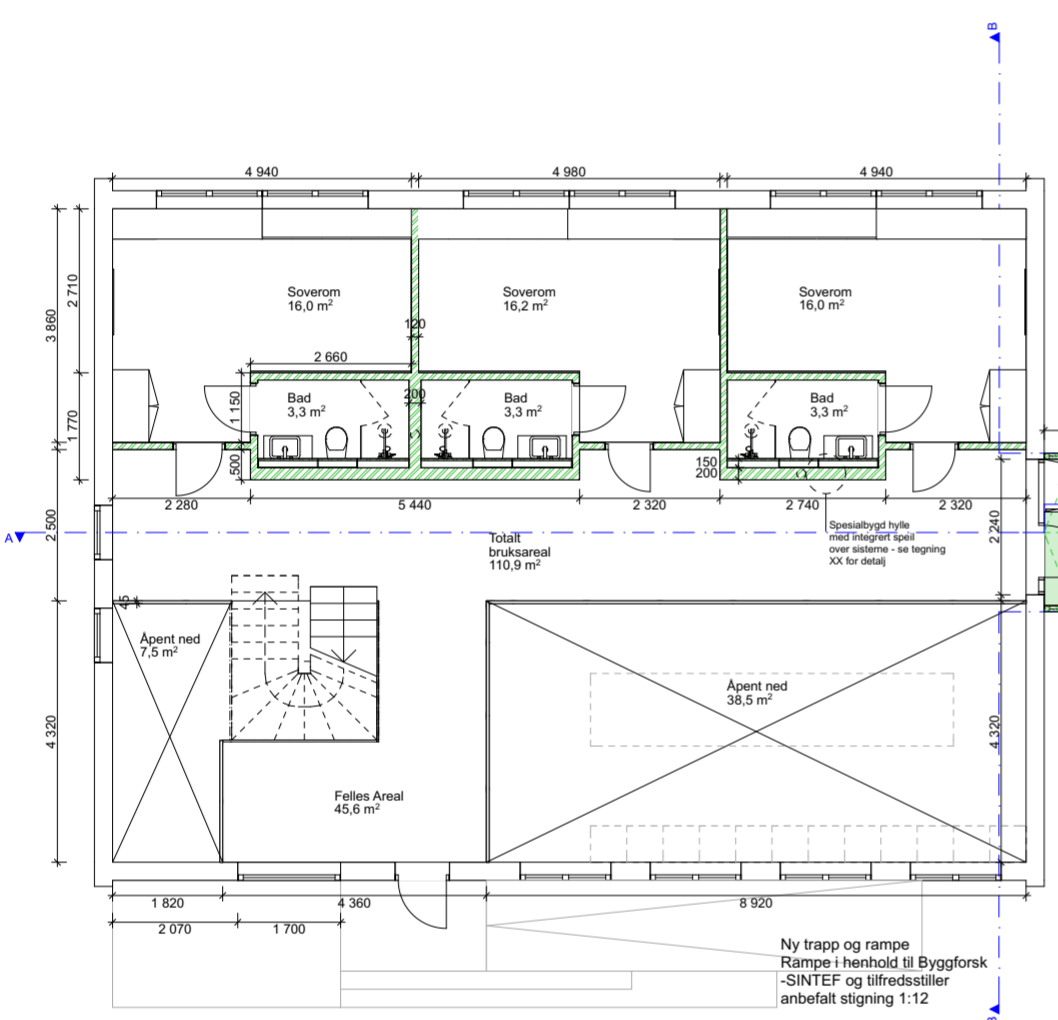 B
4 940
4 980
4 940
2 710
3 860
1 770
Soverom
16,0 m²
Soverom
16,2 m²
Soverom
16,0 m²
120
2 660
200
1 150
500
Bad
3,3 m²
Bad
3,3 m²
Bad
3,3 m²
150
200
2 280
5 440
2 320
2 740
2 320
2 500
2 240
A
Totalt
bruksareal
110,9 m²
Spesialbygd hylle
med integrert speil
over sisterne - se tegning
XX for detalj
45
Åpent ned
7,5 m²
Åpent ned
38,5 m²
4 320
4 320
Felles Areal
45,6 m²
1 820
4 360
8 920
2 070
1 700
Ny trapp og rampe
Rampe i henhold til Byggforsk
-SINTEF og tilfredsstiller
anbefalt stigning 1:12
B